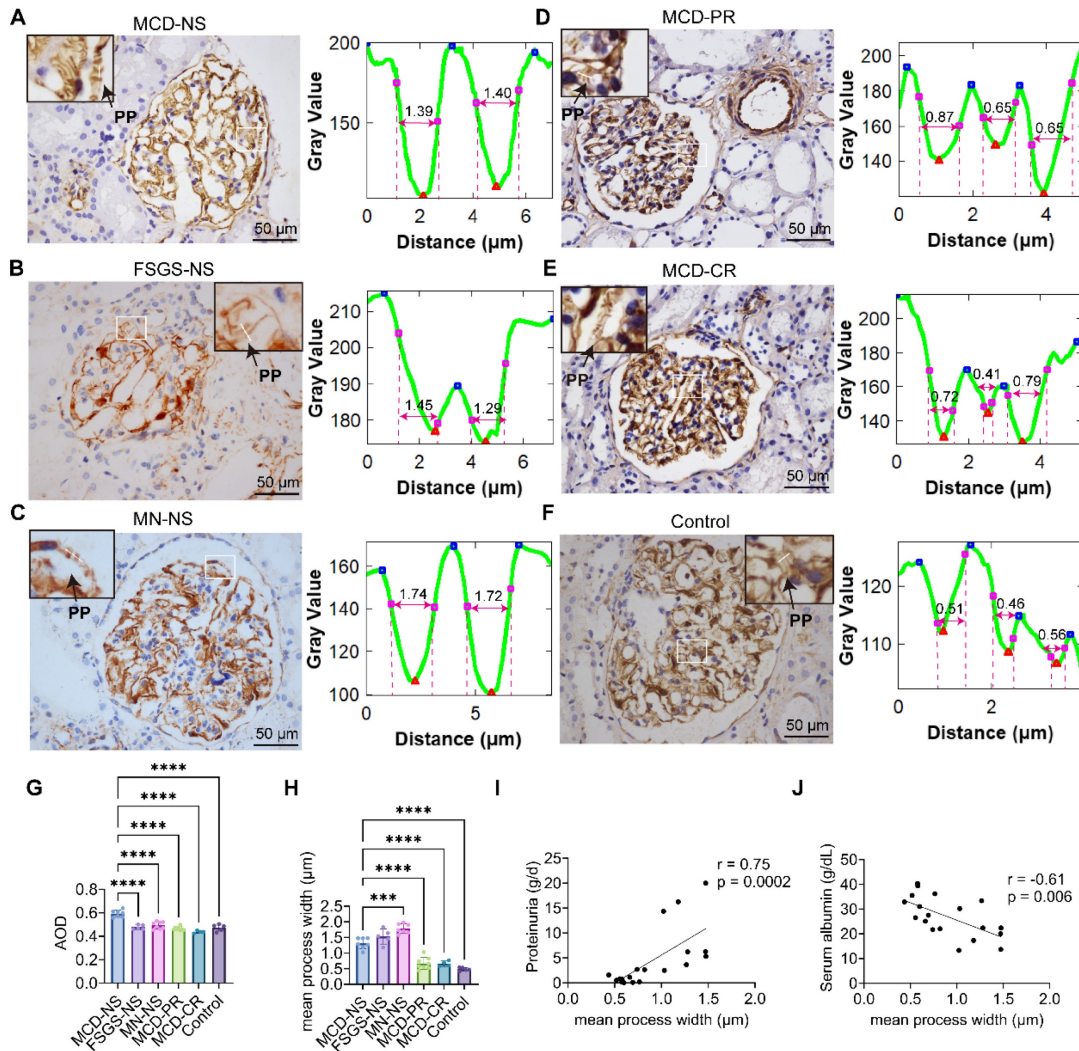 A
MCD-NS
PP
50 µm
Gray Value
200
150
1.39
1.40
0
2
4
6
Distance (µm)
D
MCD-PR
PP
50 µm
Gray Value
200
180
160
140
0.87
0.65
0.65
0
2
4
Distance (µm)
B
FSGS-NS
PP
50 µm
Gray Value
210
200
190
180
1.45
1.29
0
2
4
6
Distance (µm)
E
MCD-CR
PP
50 µm
Gray Value
200
180
160
140
0.72
0.41
0.79
0
2
4
Distance (µm)
C
MN-NS
PP
50 µm
Gray Value
160
140
120
100
1.74
1.72
0
5
Distance (µm)
F
Control
PP
50 µm
Gray Value
120
110
0.51
0.46
0.56
2
Distance (µm)
G
****
****
****
****
****
AOD
0.8
0.6
0.4
0.2
0.0
MCD-NS
FSGS-NS
MN-NS
MCD-PR
MCD-CR
Control
H
****
****
****
***
mean process width (µm)
2.5
2.0
1.5
1.0
0.5
0.0
MCD-NS
FSGS-NS
MN-NS
MCD-PR
MCD-CR
Control
I
r = 0.75
p = 0.0002
Proteinuria (g/d)
25
20
15
10
5
0
0.0
0.5
1.0
1.5
2.0
mean process width (µm)
J
r = -0.61
p = 0.006
Serum albumin (g/dL)
50
40
30
20
10
0
0.0
0.5
1.0
1.5
2.0
mean process width (µm)